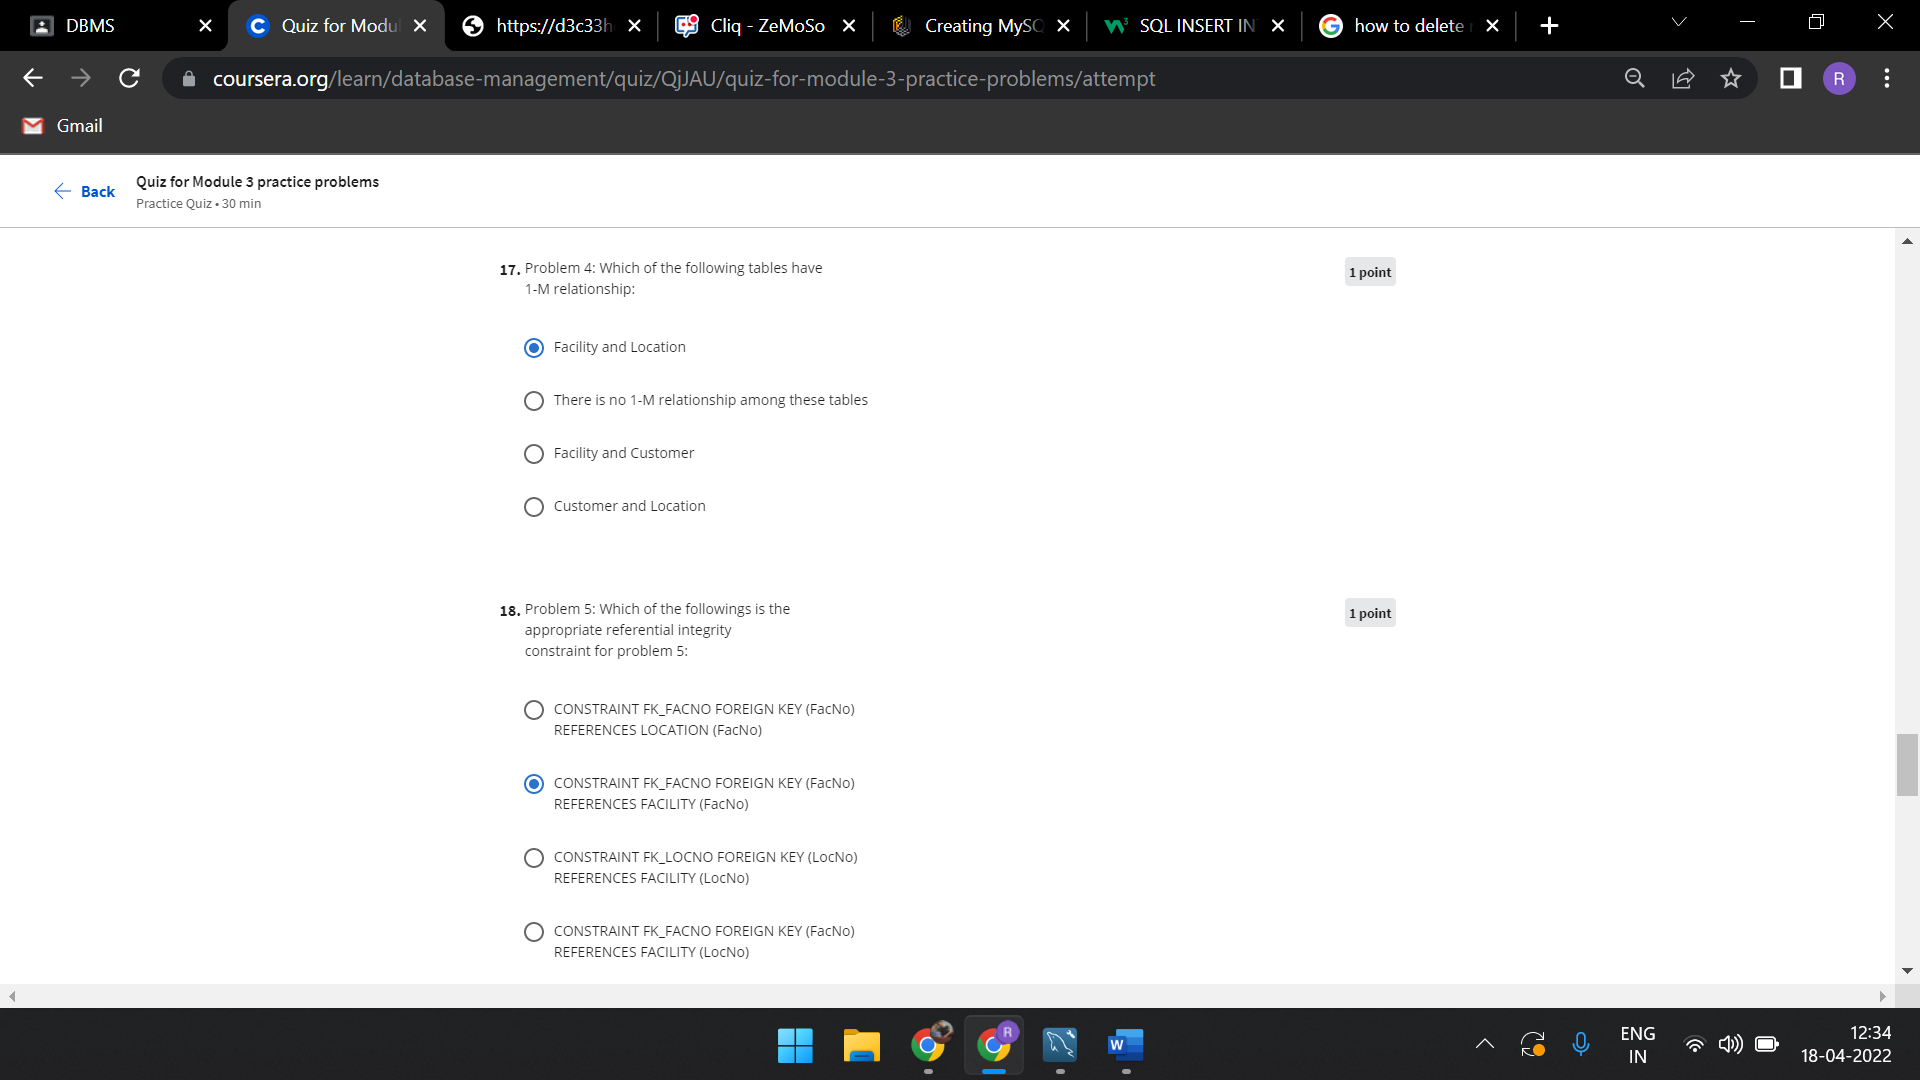 DBMS
Quiz for Modul
https://d3c33h
Cliq - ZeMoSo
Creating MySQ
SQL INSERT IN
how to delete
coursera.org/learn/database-management/quiz/QjJAU/quiz-for-module-3-practice-problems/attempt
R
Gmail
Back
Quiz for Module 3 practice problems
Practice Quiz • 30 min
17. Problem 4: Which of the following tables have
1-M relationship:
1 point
Facility and Location
There is no 1-M relationship among these tables
Facility and Customer
Customer and Location
18. Problem 5: Which of the followings is the
appropriate referential integrity
constraint for problem 5:
1 point
CONSTRAINT FK_FACNO FOREIGN KEY (FacNo)
REFERENCES LOCATION (FacNo)
CONSTRAINT FK_FACNO FOREIGN KEY (FacNo)
REFERENCES FACILITY (FacNo)
CONSTRAINT FK_LOCNO FOREIGN KEY (LocNo)
REFERENCES FACILITY (LocNo)
CONSTRAINT FK_FACNO FOREIGN KEY (FacNo)
REFERENCES FACILITY (LocNo)
R
W
ENG
IN
12:34
18-04-2022